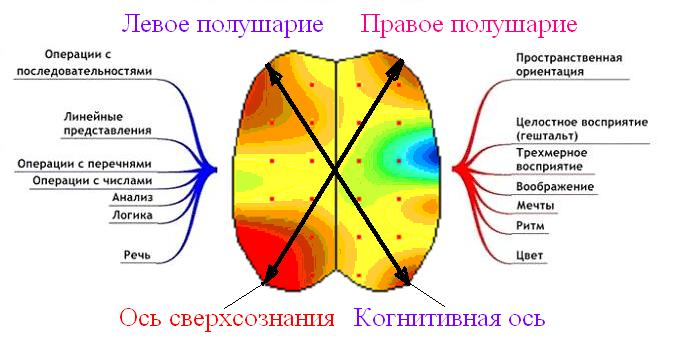 Левое полушарие
Правое полушарие
Операции с
последовательностями
Линейные
представления
Операции с перечнями
Операции с числами
Анализ
Логика
Речь
Пространственная
ориентация
Целостное восприятие
(гештальт)
Трехмерное
восприятие
Воображение
Мечты
Ритм
Цвет
Ось сверхсознания
Когнитивная ось